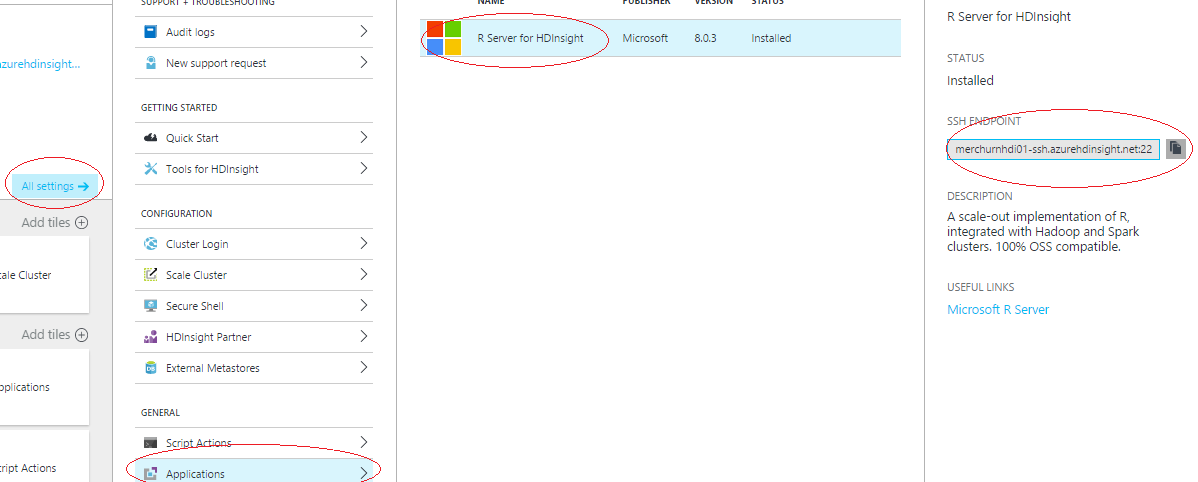 azurehdinsight...
All settings
Add tiles
cale Cluster
Add tiles
pplications
cript Actions
SUPPORT + TROUBLESHOOTING
Audit logs
New support request
GETTING STARTED
Quick Start
Tools for HDInsight
CONFIGURATION
Cluster Login
Scale Cluster
Secure Shell
HDInsight Partner
External Metastores
GENERAL
Script Actions
Applications
NAME PUBLISHER VERSION STATUS
R Server for HDInsight Microsoft 8.0.3 Installed
R Server for HDInsight
STATUS
Installed
SSH ENDPOINT
merchurnhdi01-ssh.azurehdinsight.net:22
DESCRIPTION
A scale-out implementation of R,
integrated with Hadoop and Spark
clusters. 100% OSS compatible.
USEFUL LINKS
Microsoft R Server